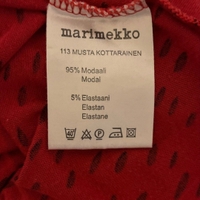 marimekko
113 MUSTA KOTTARAINEN
95% Modaali
Modal
5% Elastaani
Elastan
Elastane